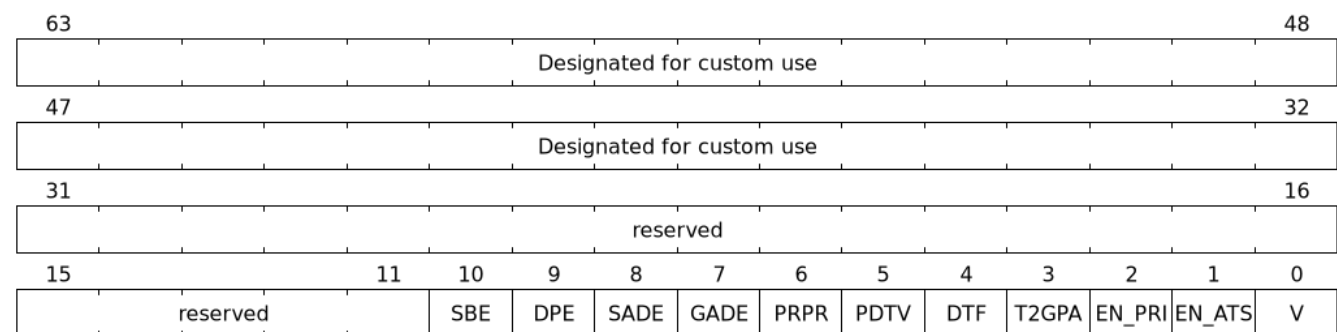 63 48
Designated for custom use
47 32
Designated for custom use
31 16
reserved
15 11 10 9 8 7 6 5 4 3 2 1 0
reserved SBE DPE SADE GADE PRPR PDTV DTF T2GPA EN_PRI EN_ATS V